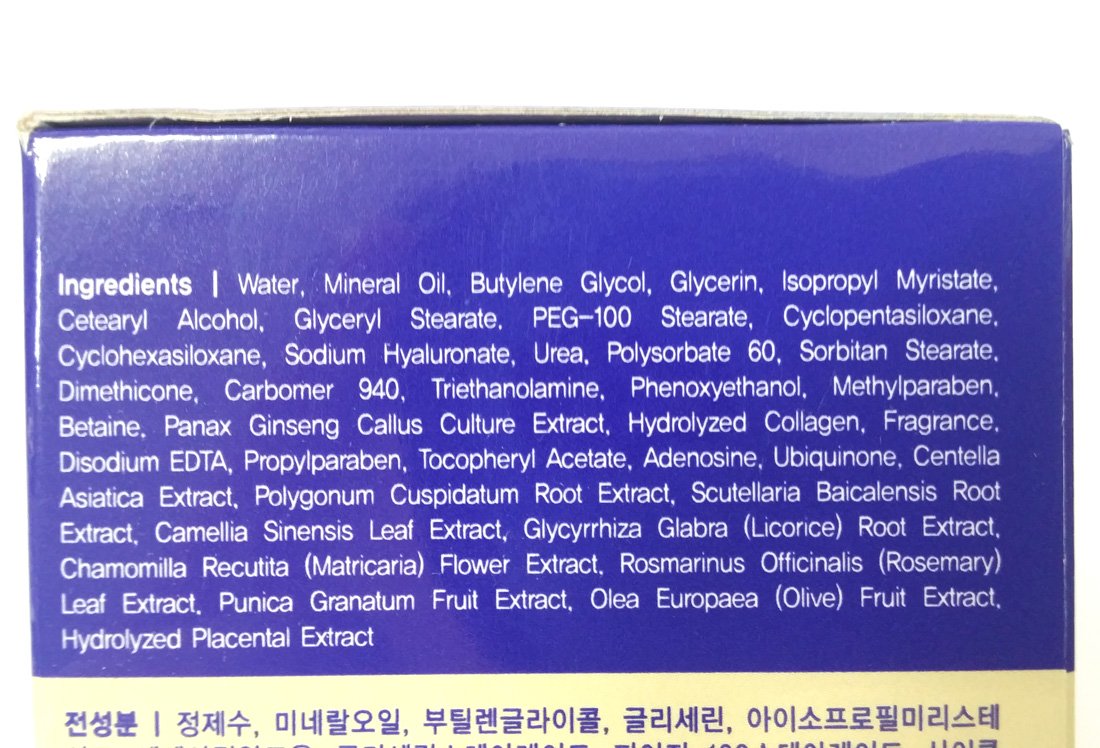 Ingredients | Water, Mineral Oil, Butylene Glycol, Glycerin, Isopropyl Myristate,
Cetearyl Alcohol, Glyceryl Stearate, PEG-100 Stearate, Cyclopentasiloxane,
Cyclohexasiloxane, Sodium Hyaluronate, Urea, Polysorbate 60, Sorbitan Stearate,
Dimethicone, Carbomer 940, Triethanolamine, Phenoxyethanol, Methylparaben,
Betaine, Panax Ginseng Callus Culture Extract, Hydrolyzed Collagen, Fragrance,
Disodium EDTA, Propylparaben, Tocopheryl Acetate, Adenosine, Ubiquinone, Centella
Asiatica Extract, Polygonum Cuspidatum Root Extract, Scutellaria Baicalensis Root
Extract, Camellia Sinensis Leaf Extract, Glycyrrhiza Glabra (Licorice) Root Extract,
Chamomilla Recutita (Matricaria) Flower Extract, Rosmarinus Officinalis (Rosemary)
Leaf Extract, Punica Granatum Fruit Extract, Olea Europaea (Olive) Fruit Extract,
Hydrolyzed Placental Extract
전성분 | 정제수, 미네랄오일, 부틸렌글라이콜, 글리세린, 아이소프로필미리스테